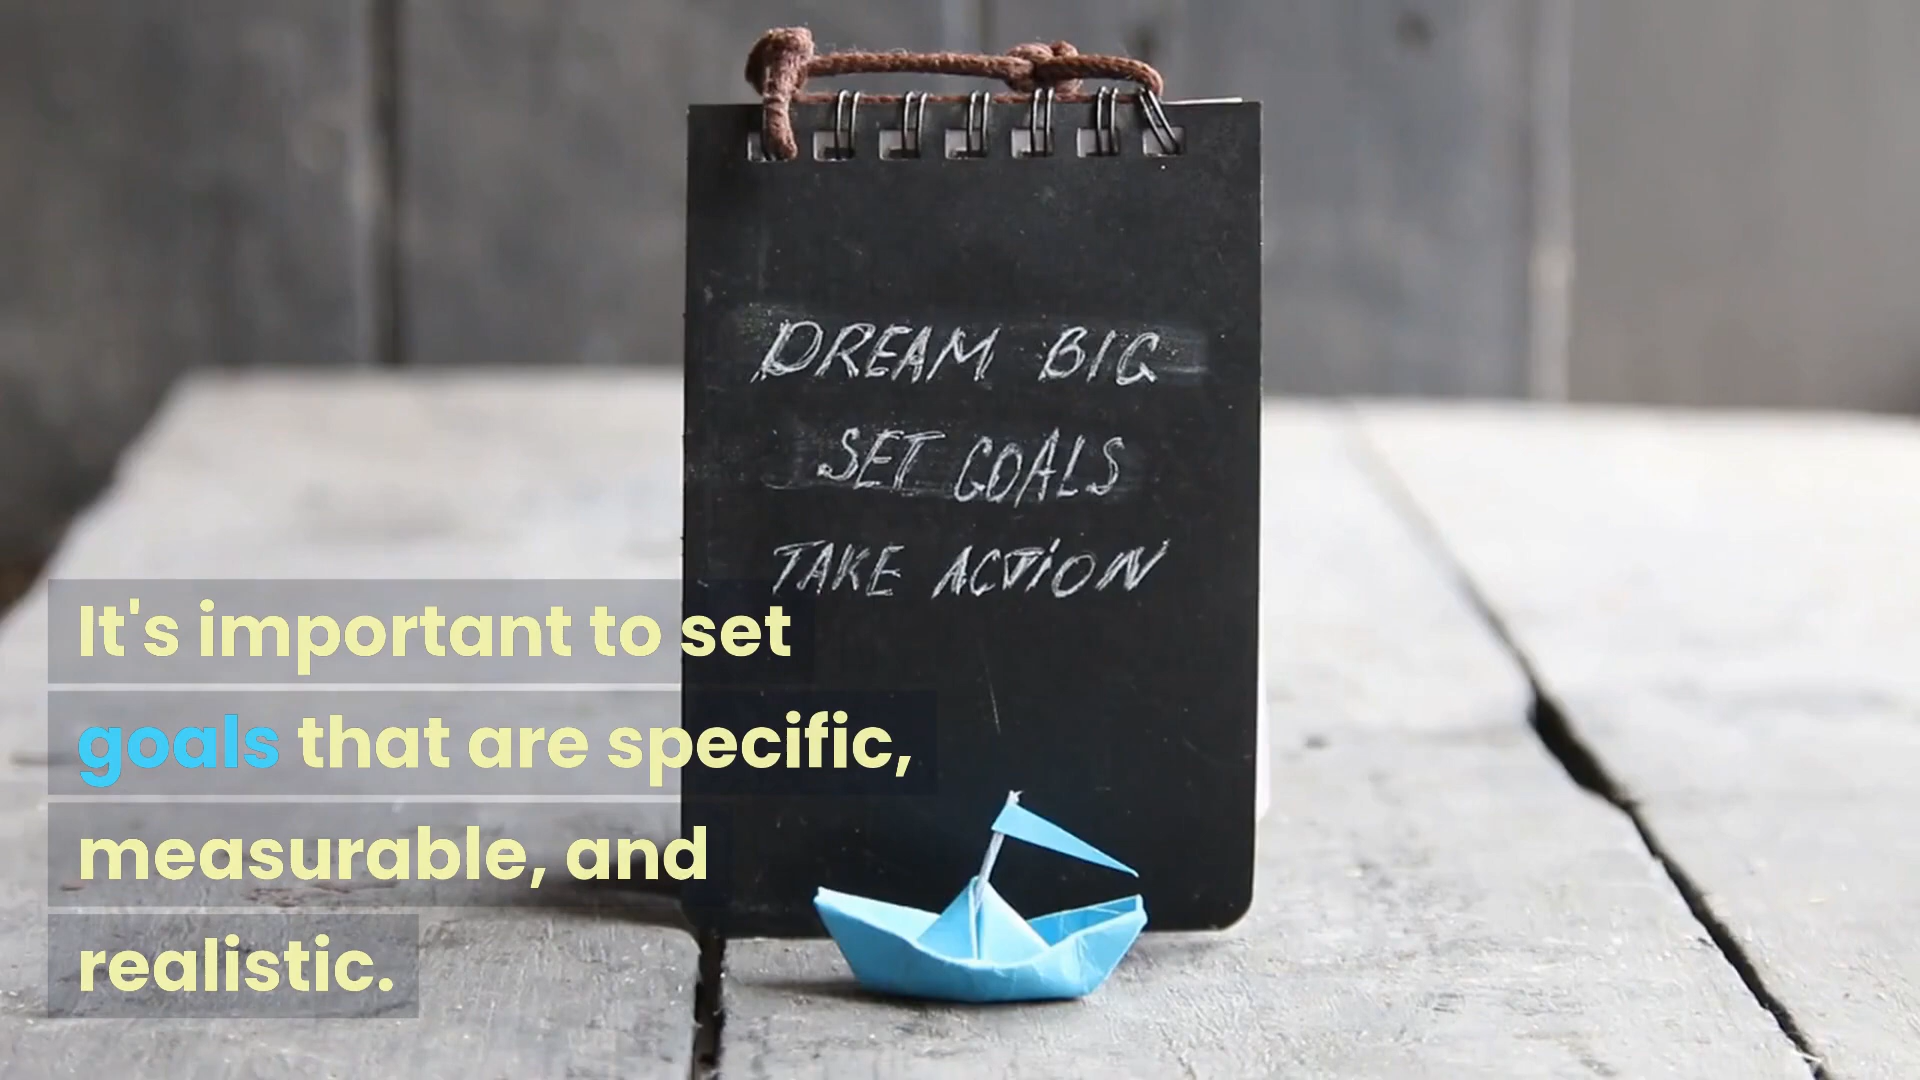 DREAM BIG
SET GOALS
TAKE ACTION
It's important to set
goals that are specific,
measurable, and
realistic.